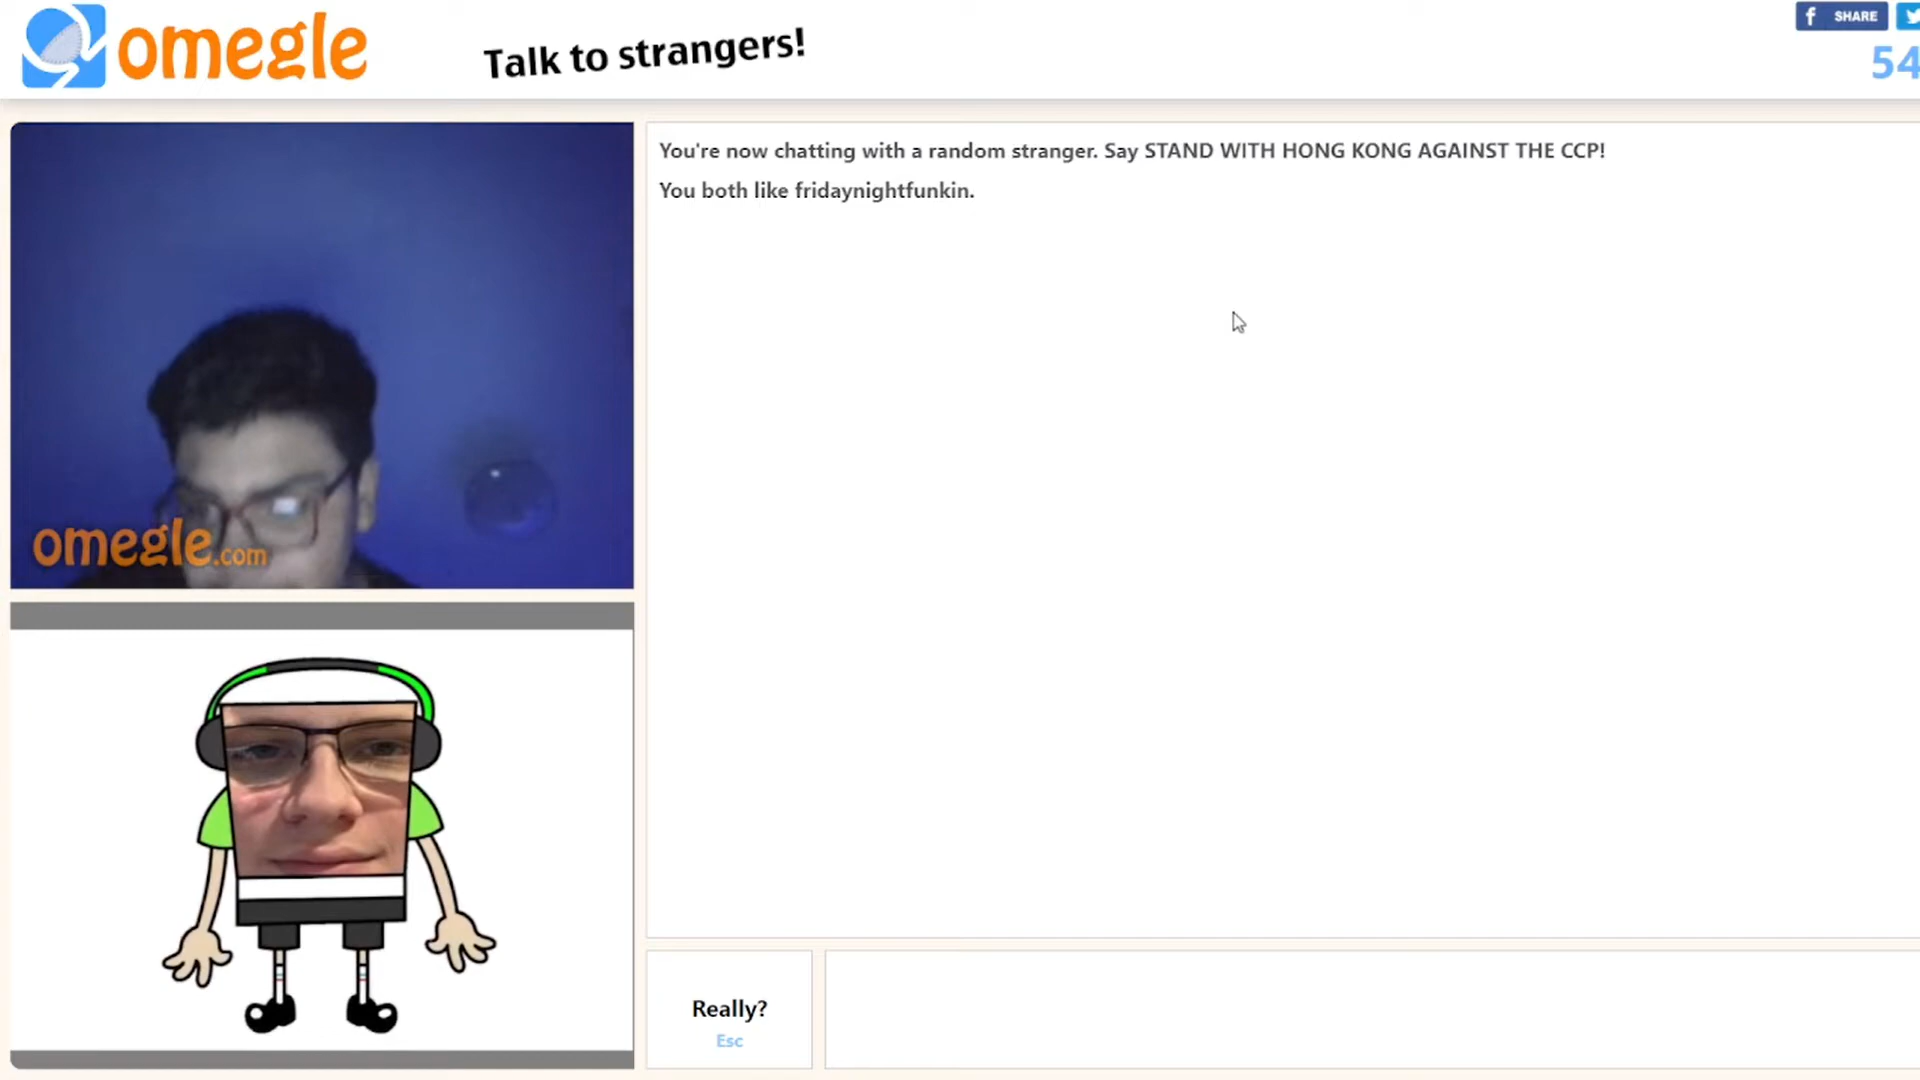 omegle
Talk to strangers!
f SHARE
54
You're now chatting with a random stranger. Say STAND WITH HONG KONG AGAINST THE CCP!
You both like fridaynightfunkin.
omegle.com
Really?
Esc